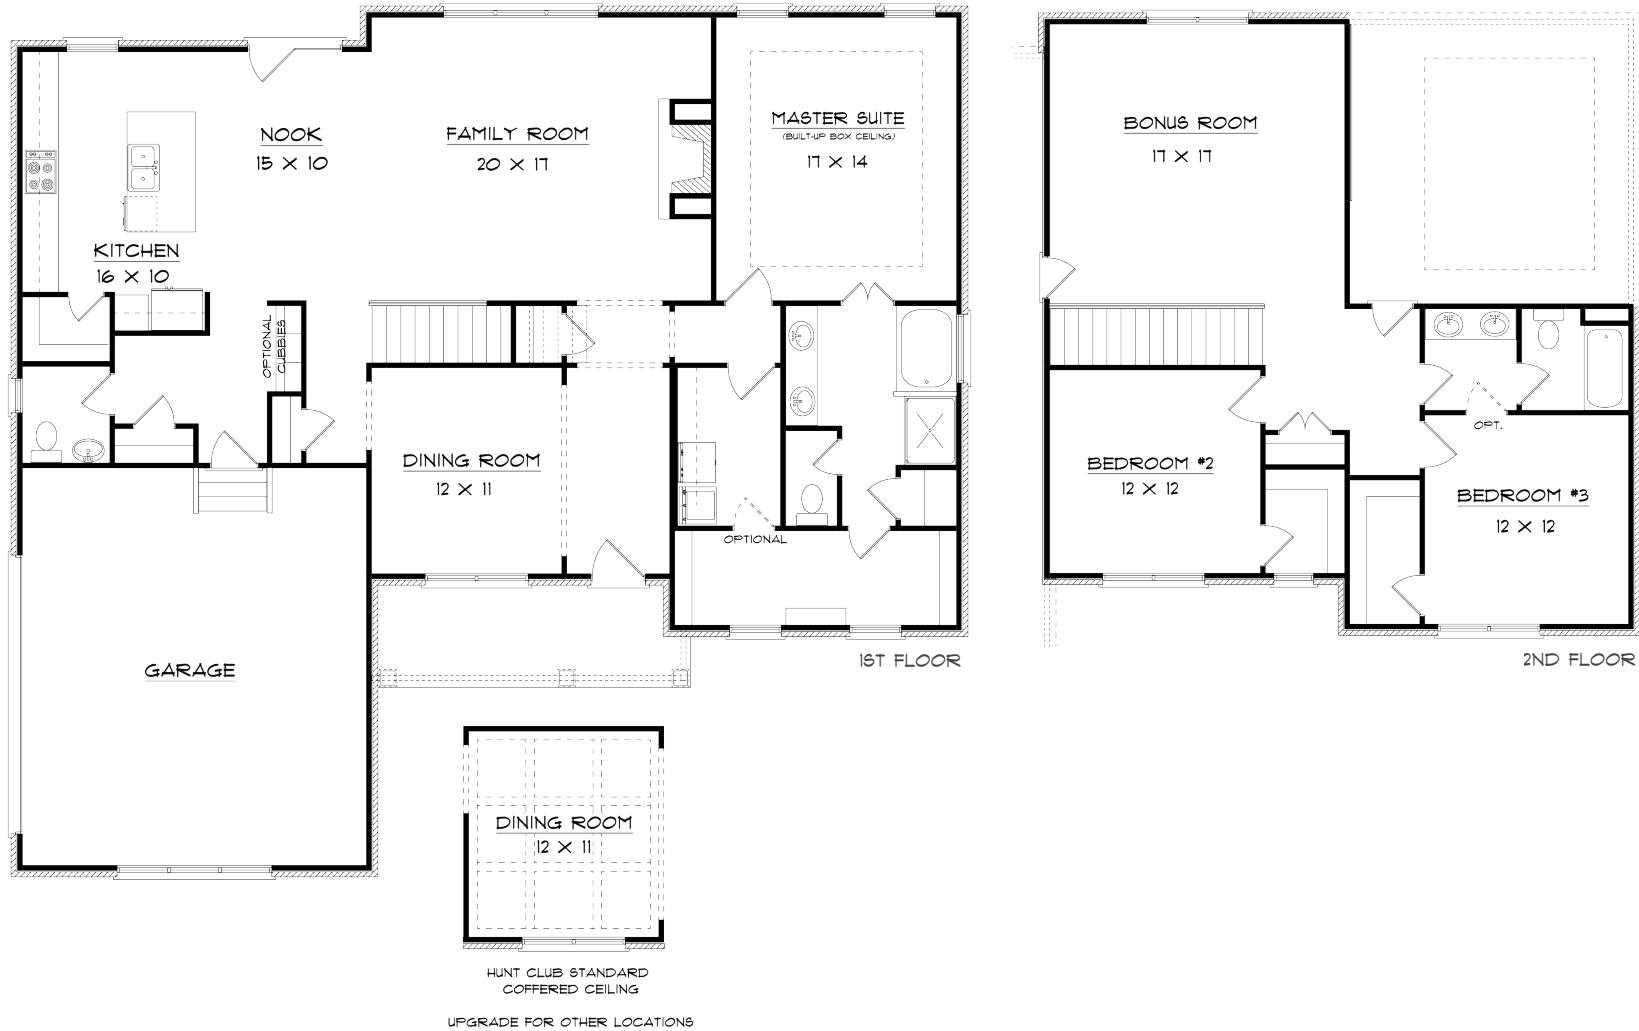 NOOK
15 X 10
FAMILY ROOM
20 X 17
MASTER SUITE
(BUILT-UP BOX CEILING)
17 X 14
KITCHEN
16 X 10
OPTIONAL
CUBBIES
DINING ROOM
12 X 11
OPTIONAL
GARAGE
1ST FLOOR
BONUS ROOM
17 X 17
OPT.
BEDROOM #2
12 X 12
BEDROOM #3
12 X 12
2ND FLOOR
DINING ROOM
12 X 11
HUNT CLUB STANDARD
COFFERED CEILING
UPGRADE FOR OTHER LOCATIONS